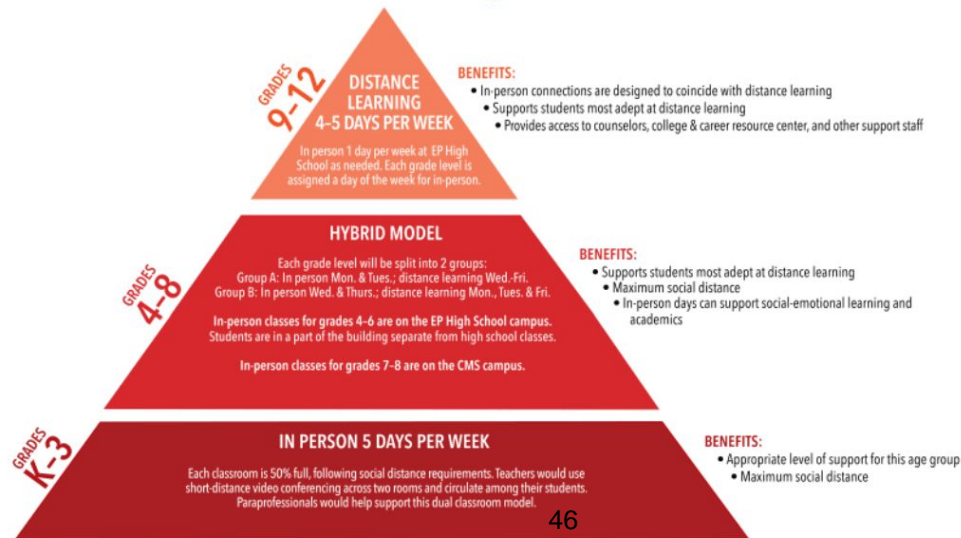 GRADES
9–12
DISTANCE
LEARNING
4–5 DAYS PER WEEK
In person 1 day per week at EP High
School as needed. Each grade level is
assigned a day of the week for in-person.
BENEFITS:
• In-person connections are designed to coincide with distance learning
• Supports students most adept at distance learning
• Provides access to counselors, college & career resource center, and other support staff
GRADES
4–8
HYBRID MODEL
Each grade level will be split into 2 groups:
Group A: In person Mon. & Tues.; distance learning Wed.-Fri.
Group B: In person Wed. & Thurs.; distance learning Mon., Tues. & Fri.
In-person classes for grades 4–6 are on the EP High School campus.
Students are in a part of the building separate from high school classes.
In-person classes for grades 7–8 are on the CMS campus.
BENEFITS:
• Supports students most adept at distance learning
• Maximum social distance
• In-person days can support social-emotional learning and
academics
GRADES
K–3
IN PERSON 5 DAYS PER WEEK
Each classroom is 50% full, following social distance requirements. Teachers would use
short-distance video conferencing across two rooms and circulate among their students.
Paraprofessionals would help support this dual classroom model.
BENEFITS:
• Appropriate level of support for this age group
• Maximum social distance
46